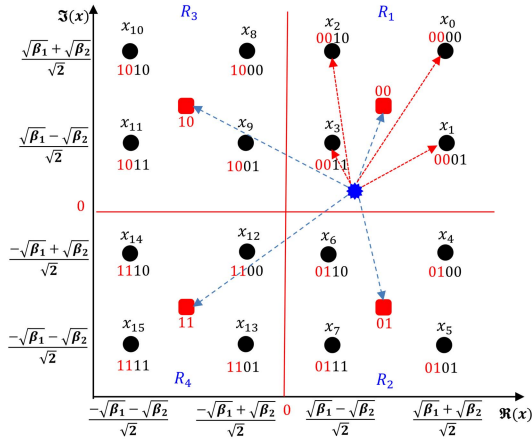 ℑ(x)
x₁₀ R₃ x₈ x₂ R₁ x₀
(√β₁ + √β₂)/√2
1010 1000 0010 0000
00
10
x₁₁ x₉ x₃ x₁
(√β₁ − √β₂)/√2
1011 1001 0011 0001
0
x₁₄ x₁₂ x₆ x₄
(−√β₁ + √β₂)/√2
1110 1100 0110 0100
11 01
x₁₅ x₁₃ x₇ x₅
(−√β₁ − √β₂)/√2
1111 1101 0111 0101
R₄ R₂
(−√β₁ − √β₂)/√2 (−√β₁ + √β₂)/√2 0 (√β₁ − √β₂)/√2 (√β₁ + √β₂)/√2 ℜ(x)